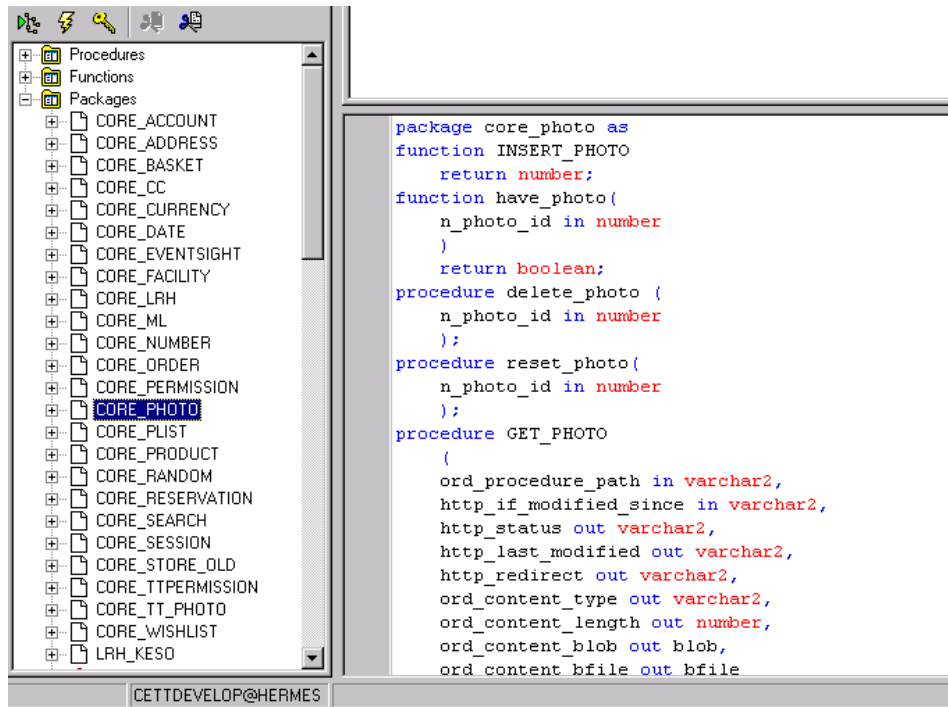 Procedures
Functions
Packages
CORE_ACCOUNT
CORE_ADDRESS
CORE_BASKET
CORE_CC
CORE_CURRENCY
CORE_DATE
CORE_EVENTSIGHT
CORE_FACILITY
CORE_LRH
CORE_ML
CORE_NUMBER
CORE_ORDER
CORE_PERMISSION
CORE_PHOTO
CORE_PLIST
CORE_PRODUCT
CORE_RANDOM
CORE_RESERVATION
CORE_SEARCH
CORE_SESSION
CORE_STORE_OLD
CORE_TTPERMISSION
CORE_TT_PHOTO
CORE_WISHLIST
LRH_KESO
package core_photo as
function INSERT_PHOTO
return number;
function have_photo(
n_photo_id in number
)
return boolean;
procedure delete_photo (
n_photo_id in number
);
procedure reset_photo(
n_photo_id in number
);
procedure GET_PHOTO
(
ord_procedure_path in varchar2,
http_if_modified_since in varchar2,
http_status out varchar2,
http_last_modified out varchar2,
http_redirect out varchar2,
ord_content_type out varchar2,
ord_content_length out number,
ord_content_blob out blob,
ord_content_bfile out bfile
CETTDEVELOP@HERMES